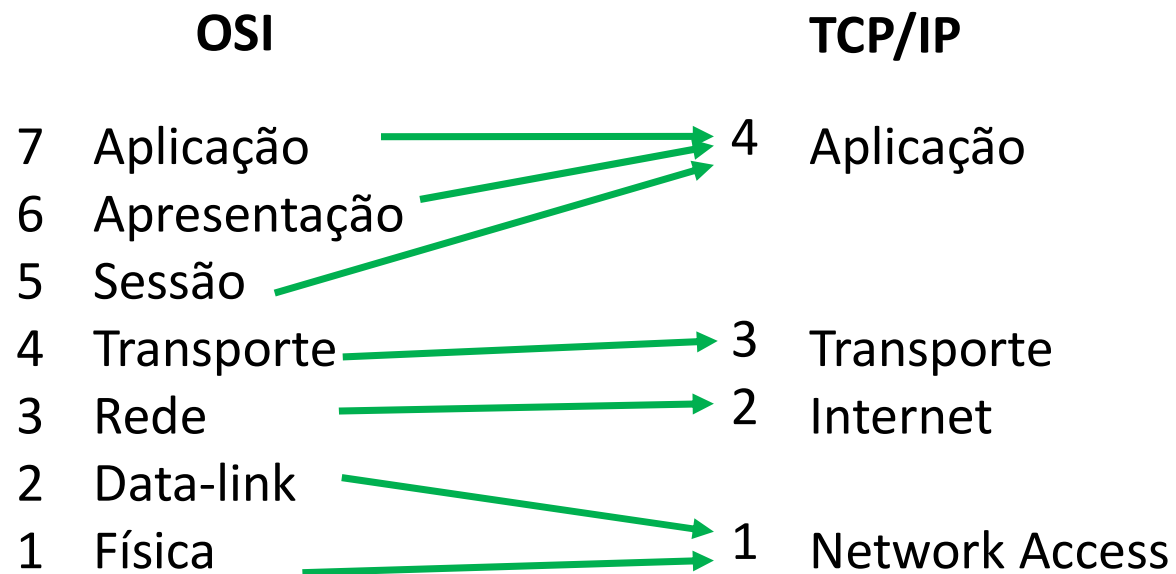 OSI TCP/IP
7 Aplicação 4 Aplicação
6 Apresentação
5 Sessão
4 Transporte 3 Transporte
3 Rede 2 Internet
2 Data-link
1 Física 1 Network Access